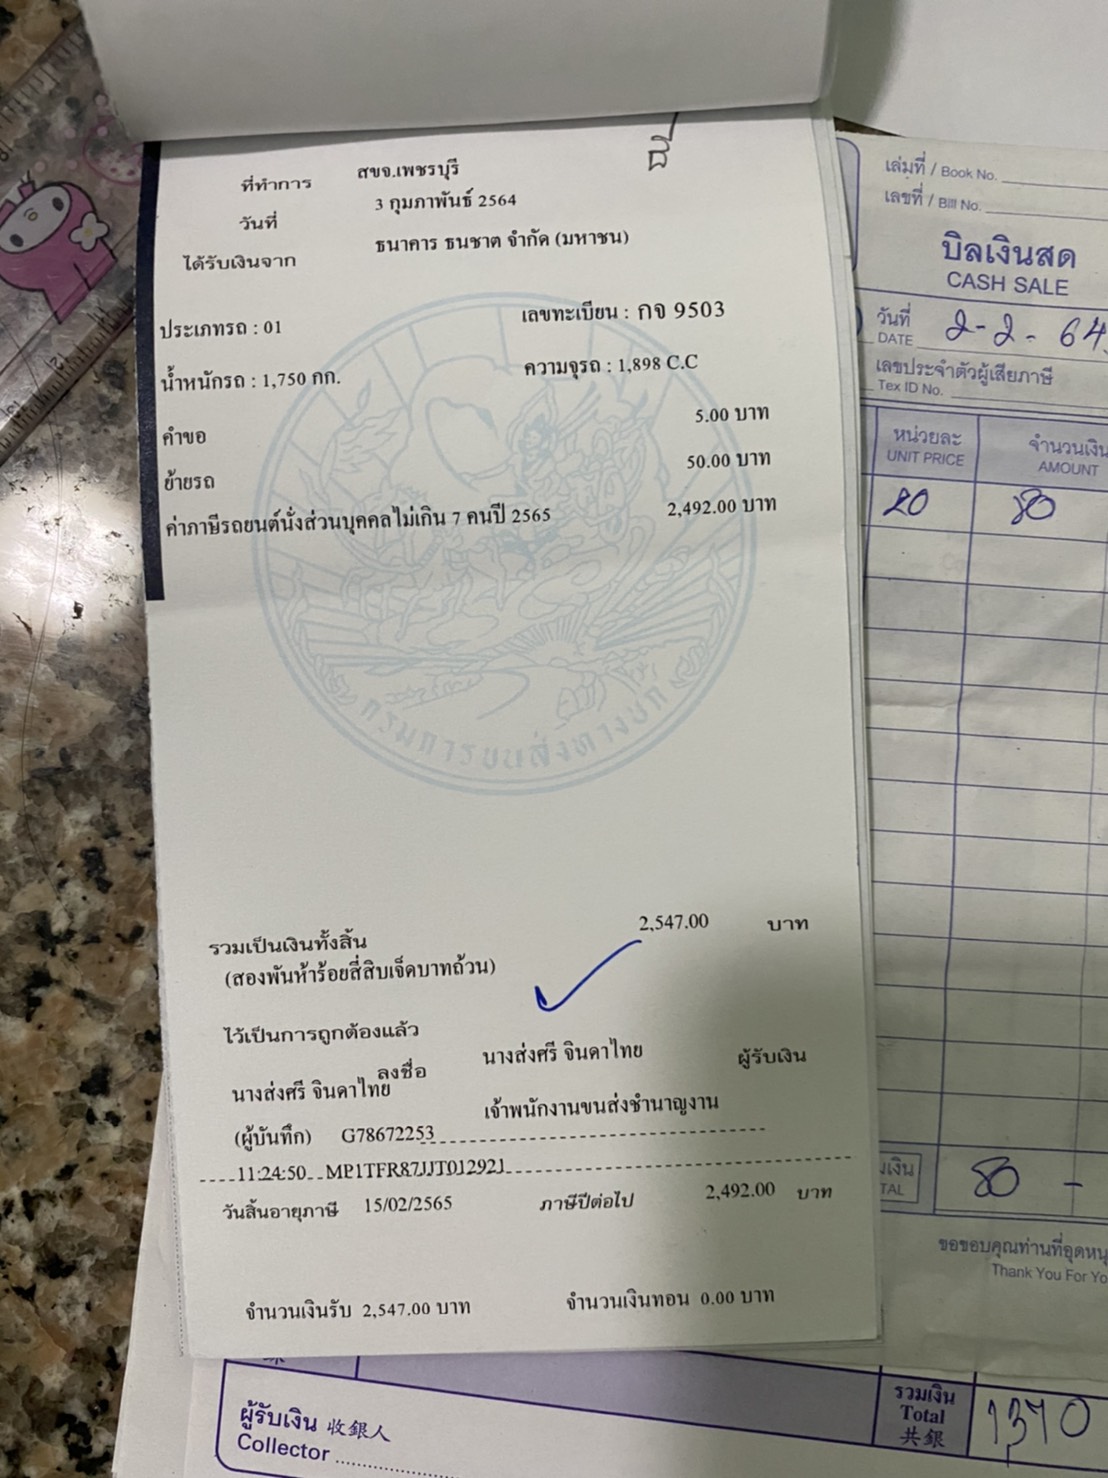 ที่ทำการ สขจ.เพชรบุรี
วันที่ 3 กุมภาพันธ์ 2564
ได้รับเงินจาก ธนาคาร ธนชาต จำกัด (มหาชน)
ประเภทรถ : 01 เลขทะเบียน : กจ 9503
น้ำหนักรถ : 1,750 กก. ความจุรถ : 1,898 C.C
คำขอ 5.00 บาท
ย้ายรถ 50.00 บาท
ค่าภาษีรถยนต์นั่งส่วนบุคคลไม่เกิน 7 คนปี 2565 2,492.00 บาท
กรมการขนส่งทางบก
รวมเป็นเงินทั้งสิ้น 2,547.00 บาท
(สองพันห้าร้อยสี่สิบเจ็ดบาทถ้วน)
ไว้เป็นการถูกต้องแล้ว
ลงชื่อ นางส่งศรี จินดาไทย ผู้รับเงิน
นางส่งศรี จินดาไทย เจ้าพนักงานขนส่งชำนาญงาน
(ผู้บันทึก) G78672253
11:24:50 MP1TFR87JJT012921
วันสิ้นอายุภาษี 15/02/2565 ภาษีปีต่อไป 2,492.00 บาท
จำนวนเงินรับ 2,547.00 บาท จำนวนเงินทอน 0.00 บาท
เล่มที่ / Book No.
เลขที่ / Bill No.
บิลเงินสด
CASH SALE
วันที่ 2-2-64
DATE
เลขประจำตัวผู้เสียภาษี
Tex ID No.
หน่วยละ จำนวนเงิน
UNIT PRICE AMOUNT
20 80
80 -
ขอขอบคุณท่านที่อุดหนุ
Thank You For Yo
รวมเงิน
Total
共銀
1370
ผู้รับเงิน 收銀人
Collector